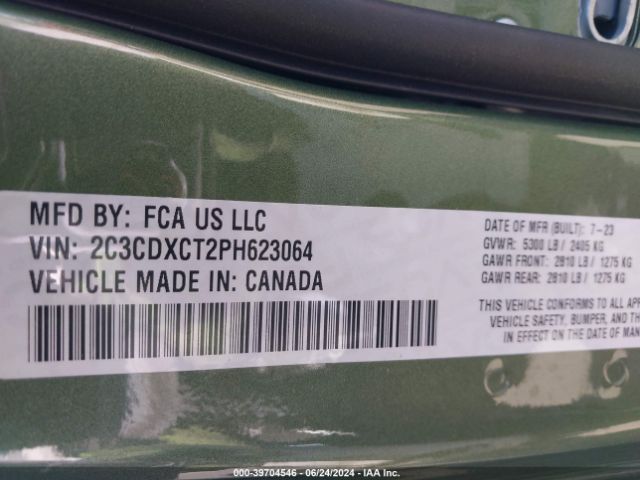 MFD BY: FCA US LLC
VIN: 2C3CDXCT2PH623064
VEHICLE MADE IN: CANADA
DATE OF MFR (BUILT): 7-23
GVWR: 5300 LB / 2405 KG
GAWR FRONT: 2810 LB / 1275 KG
GAWR REAR: 2810 LB / 1275 KG
THIS VEHICLE CONFORMS TO ALL APP
VEHICLE SAFETY, BUMPER, AND TH
IN EFFECT ON THE DATE OF MAN
000-39704546 - 06/24/2024 - IAA Inc.